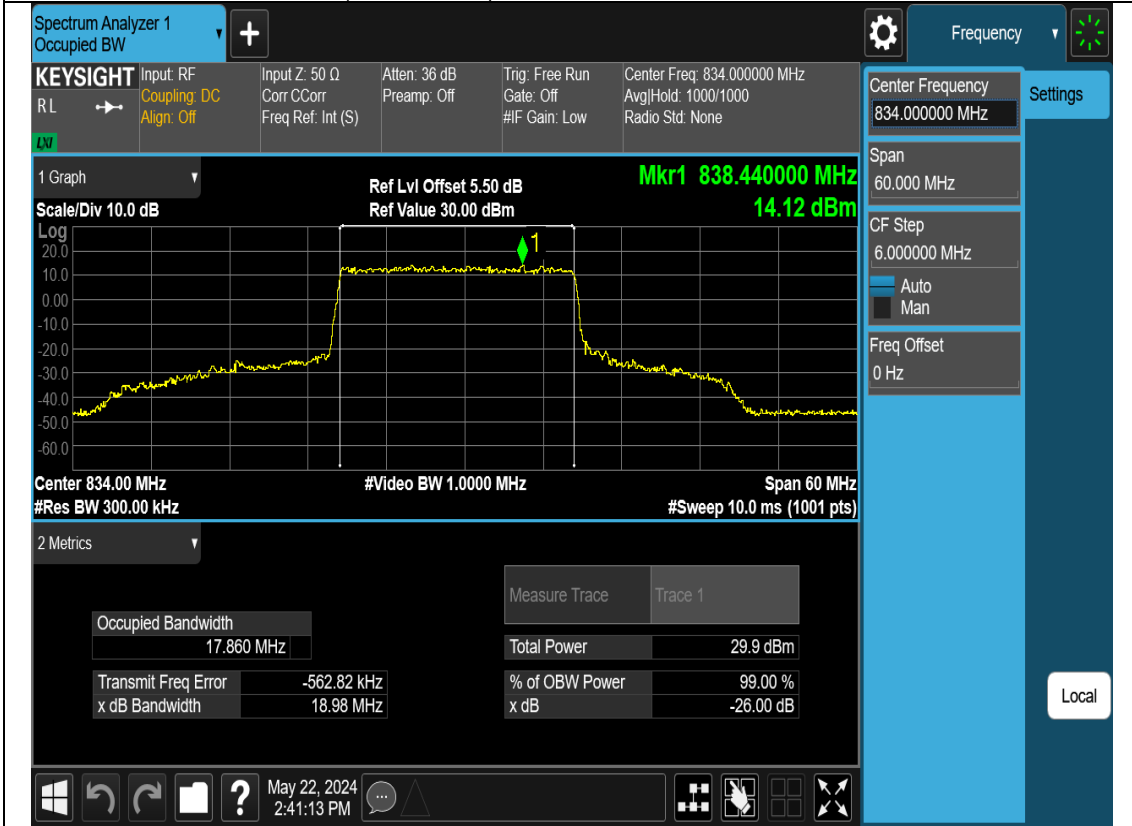 Spectrum Analyzer 1
Occupied BW
+
Frequency
KEYSIGHT
RL
LXI
Input: RF
Coupling: DC
Align: Off
Input Z: 50 Ω
Corr CCorr
Freq Ref: Int (S)
Atten: 36 dB
Preamp: Off
Trig: Free Run
Gate: Off
#IF Gain: Low
Center Freq: 834.000000 MHz
Avg|Hold: 1000/1000
Radio Std: None
Center Frequency
834.000000 MHz
Settings
Span
60.000 MHz
CF Step
6.000000 MHz
Auto
Man
Freq Offset
0 Hz
Local
1 Graph
Scale/Div 10.0 dB
Ref Lvl Offset 5.50 dB
Ref Value 30.00 dBm
Mkr1 838.440000 MHz
14.12 dBm
Log
20.0
10.0
0.00
-10.0
-20.0
-30.0
-40.0
-50.0
-60.0
1
Center 834.00 MHz
#Video BW 1.0000 MHz
Span 60 MHz
#Res BW 300.00 kHz
#Sweep 10.0 ms (1001 pts)
2 Metrics
Measure Trace Trace 1
Occupied Bandwidth
17.860 MHz
Total Power 29.9 dBm
Transmit Freq Error -562.82 kHz
% of OBW Power 99.00 %
x dB Bandwidth 18.98 MHz
x dB -26.00 dB
?
May 22, 2024
2:41:13 PM